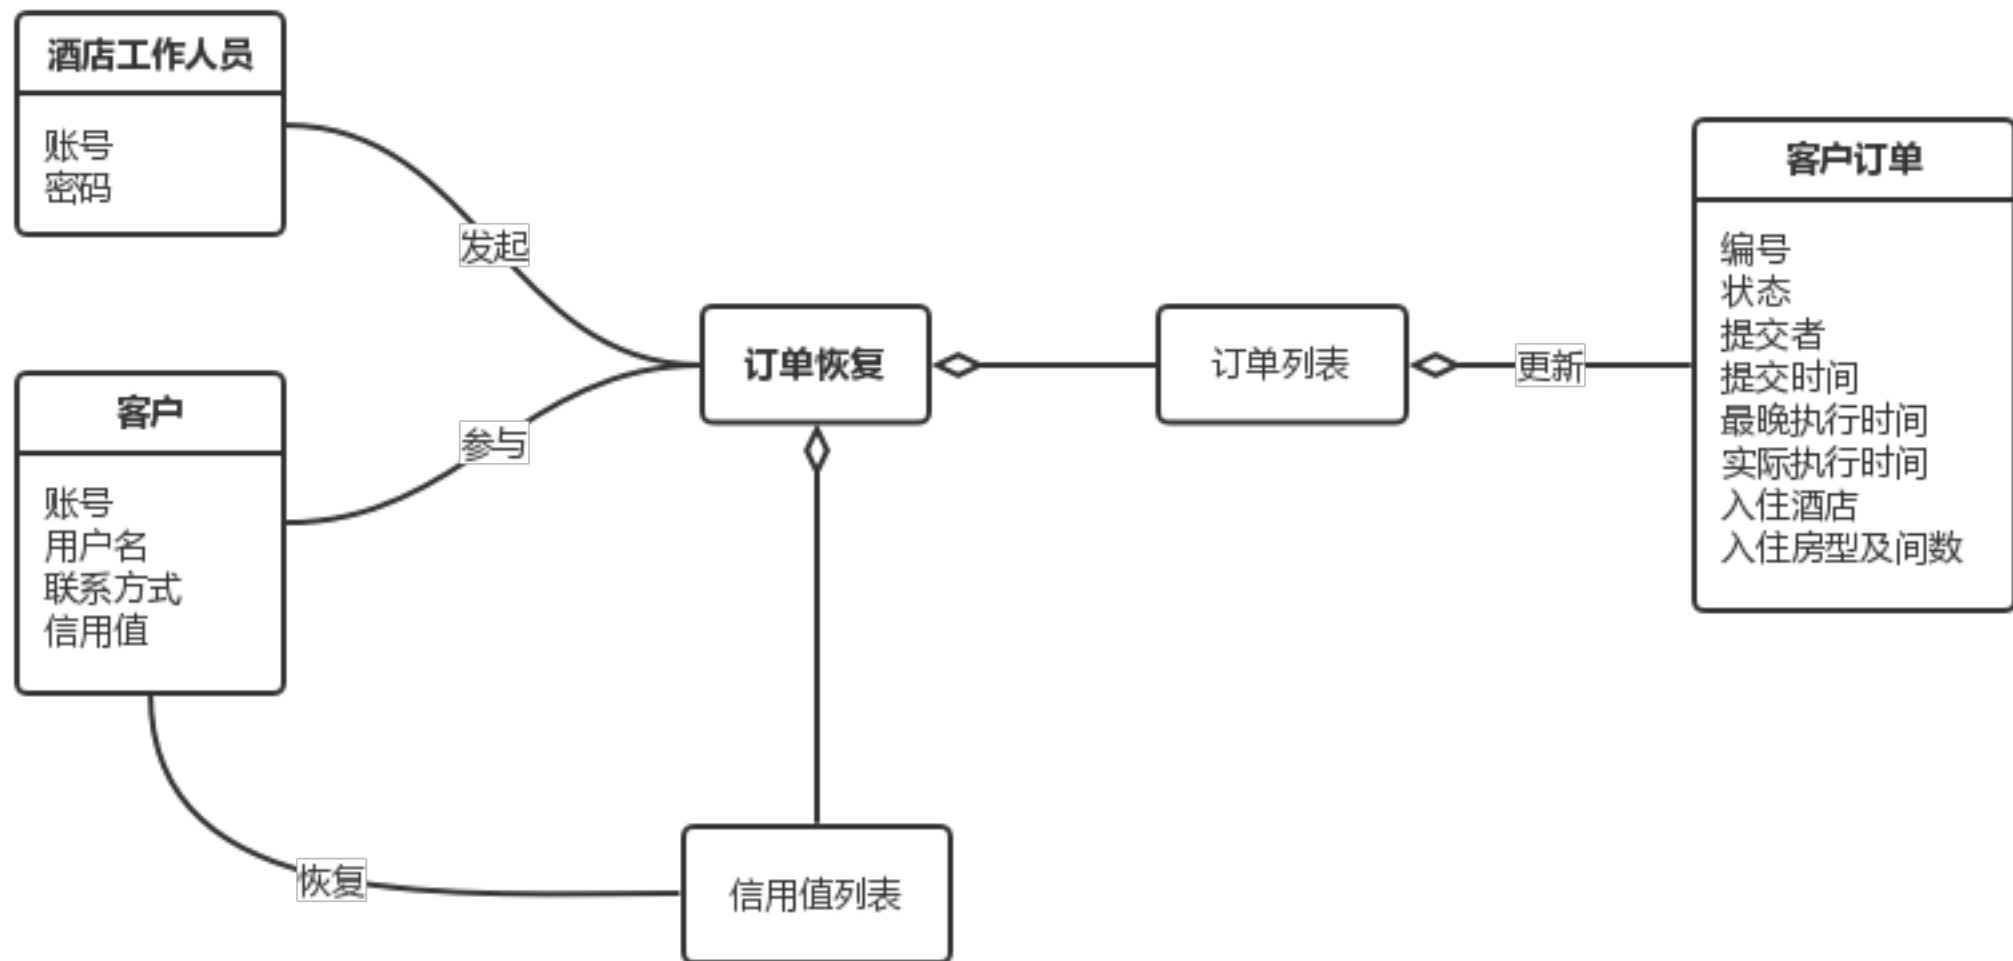 酒店工作人员
账号
密码
发起
客户
账号
用户名
联系方式
信用值
参与
恢复
订单恢复
信用值列表
订单列表
更新
客户订单
编号
状态
提交者
提交时间
最晚执行时间
实际执行时间
入住酒店
入住房型及间数